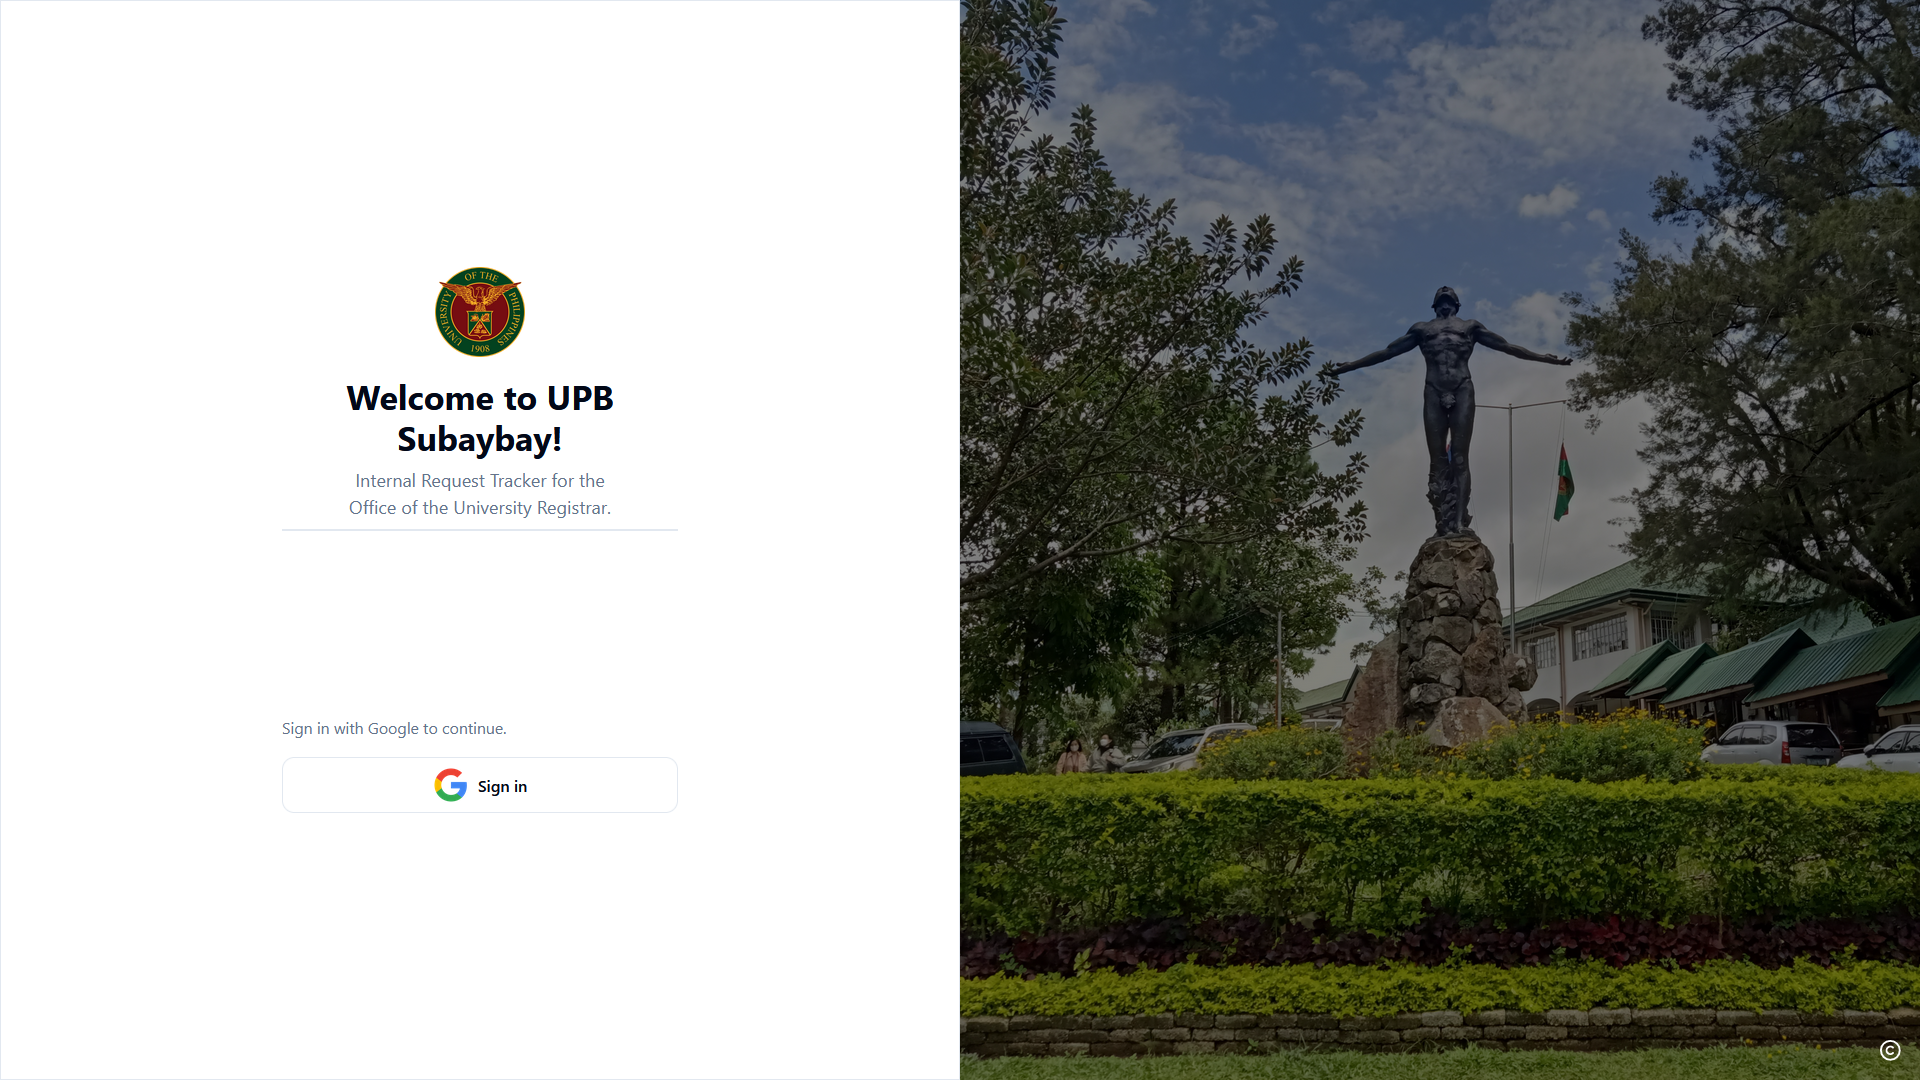 UNIVERSITY OF THE PHILIPPINES
1908
Welcome to UPB
Subaybay!
Internal Request Tracker for the
Office of the University Registrar.
Sign in with Google to continue.
Sign in
©